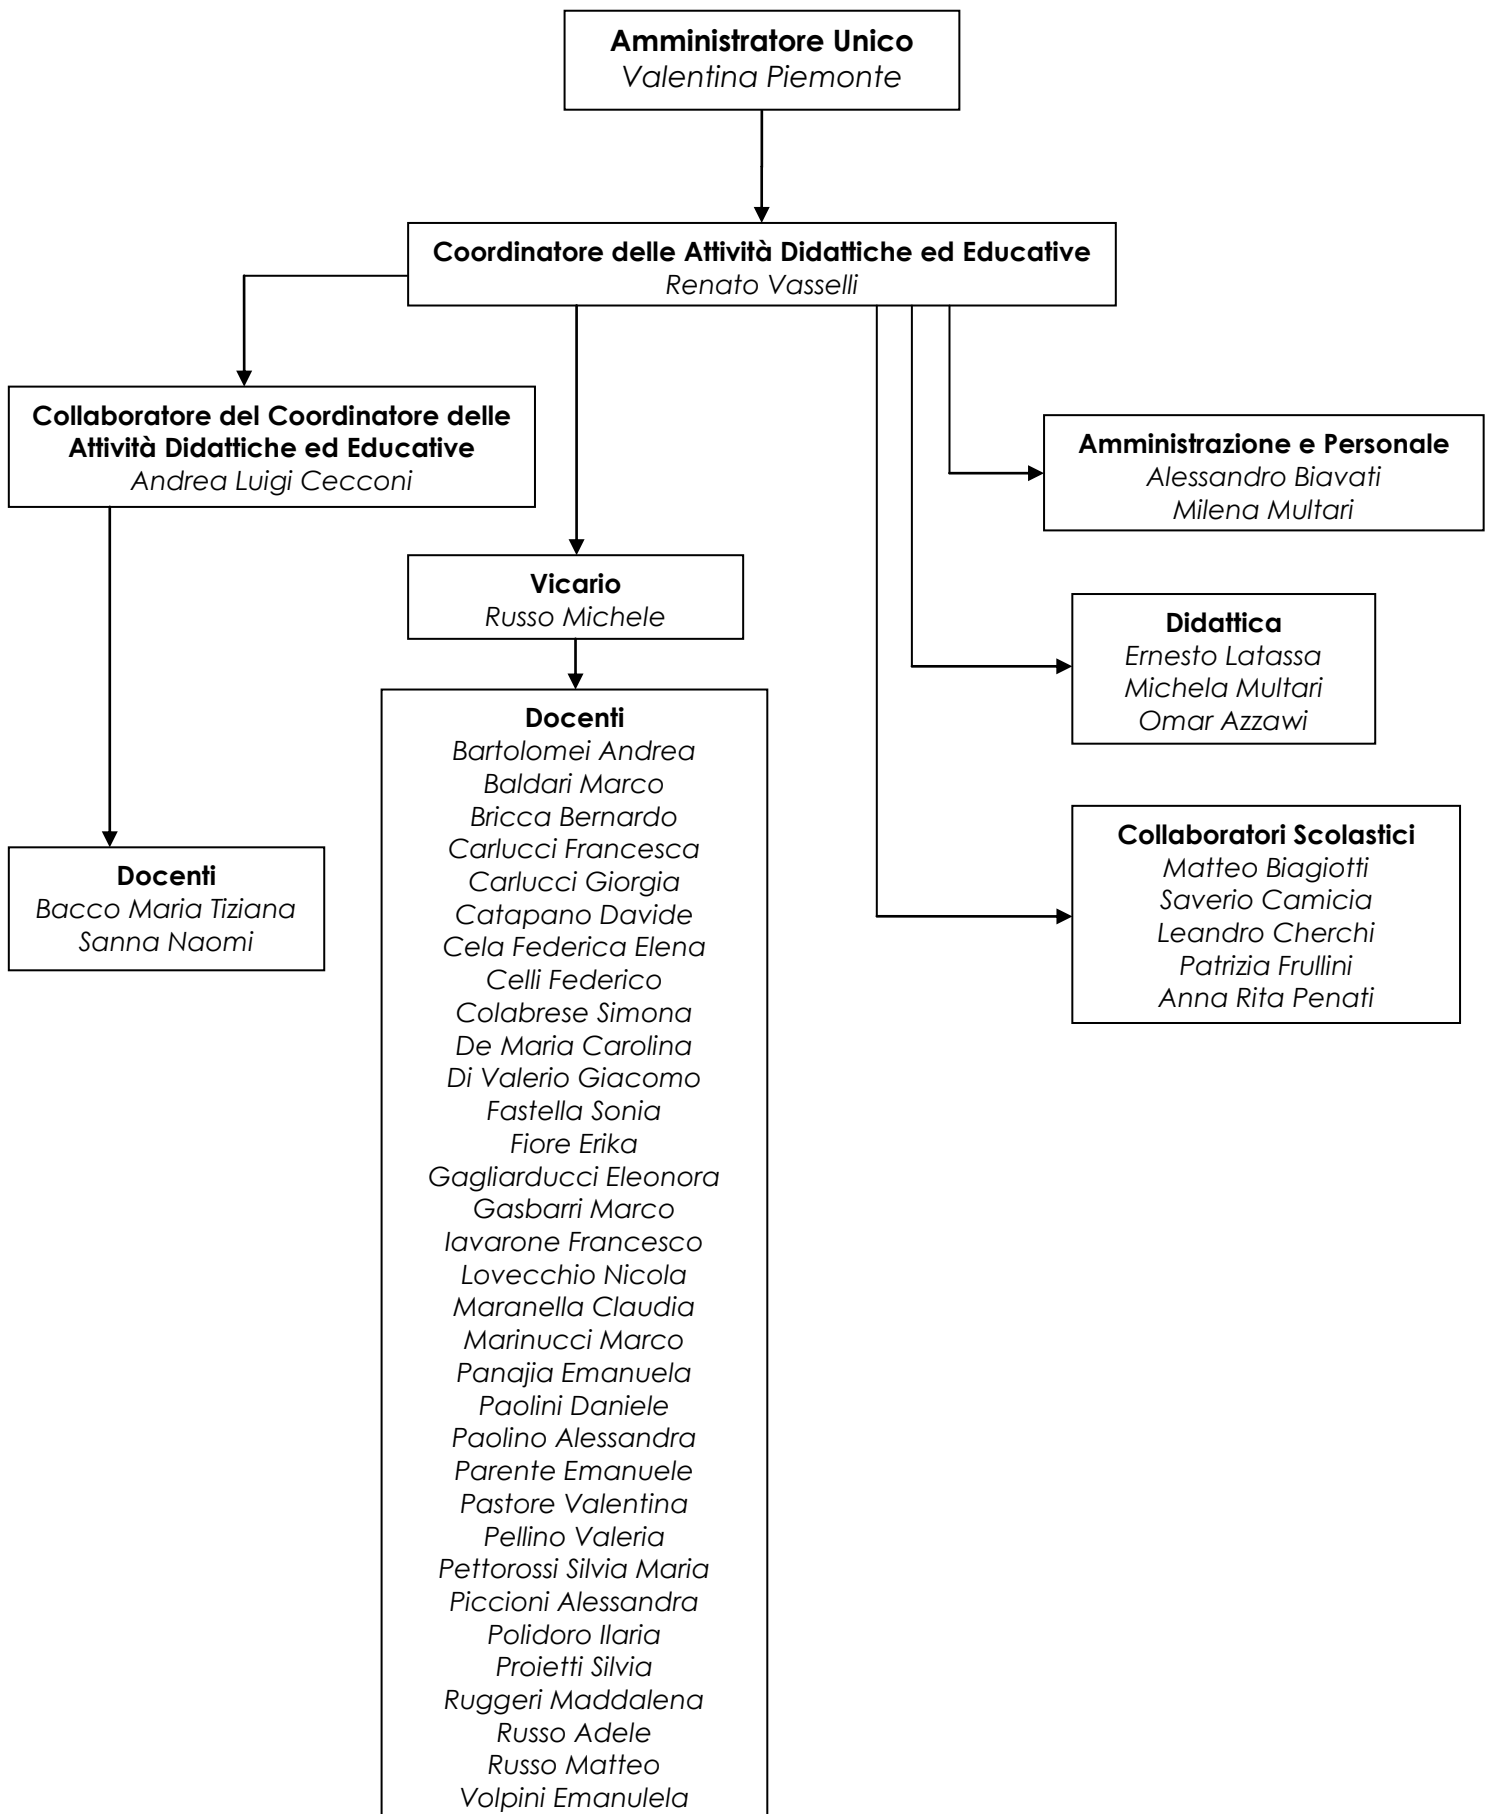 Amministratore Unico
Valentina Piemonte
Coordinatore delle Attività Didattiche ed Educative
Renato Vasselli
Collaboratore del Coordinatore delle
Attività Didattiche ed Educative
Andrea Luigi Cecconi
Amministrazione e Personale
Alessandro Biavati
Milena Multari
Vicario
Russo Michele
Didattica
Ernesto Latassa
Michela Multari
Omar Azzawi
Docenti
Bartolomei Andrea
Baldari Marco
Bricca Bernardo
Carlucci Francesca
Carlucci Giorgia
Catapano Davide
Cela Federica Elena
Celli Federico
Colabrese Simona
De Maria Carolina
Di Valerio Giacomo
Fastella Sonia
Fiore Erika
Gagliarducci Eleonora
Gasbarri Marco
Iavarone Francesco
Lovecchio Nicola
Maranella Claudia
Marinucci Marco
Panajia Emanuela
Paolini Daniele
Paolino Alessandra
Parente Emanuele
Pastore Valentina
Pellino Valeria
Pettorossi Silvia Maria
Piccioni Alessandra
Polidoro Ilaria
Proietti Silvia
Ruggeri Maddalena
Russo Adele
Russo Matteo
Volpini Emanulela
Collaboratori Scolastici
Matteo Biagiotti
Saverio Camicia
Leandro Cherchi
Patrizia Frullini
Anna Rita Penati
Docenti
Bacco Maria Tiziana
Sanna Naomi